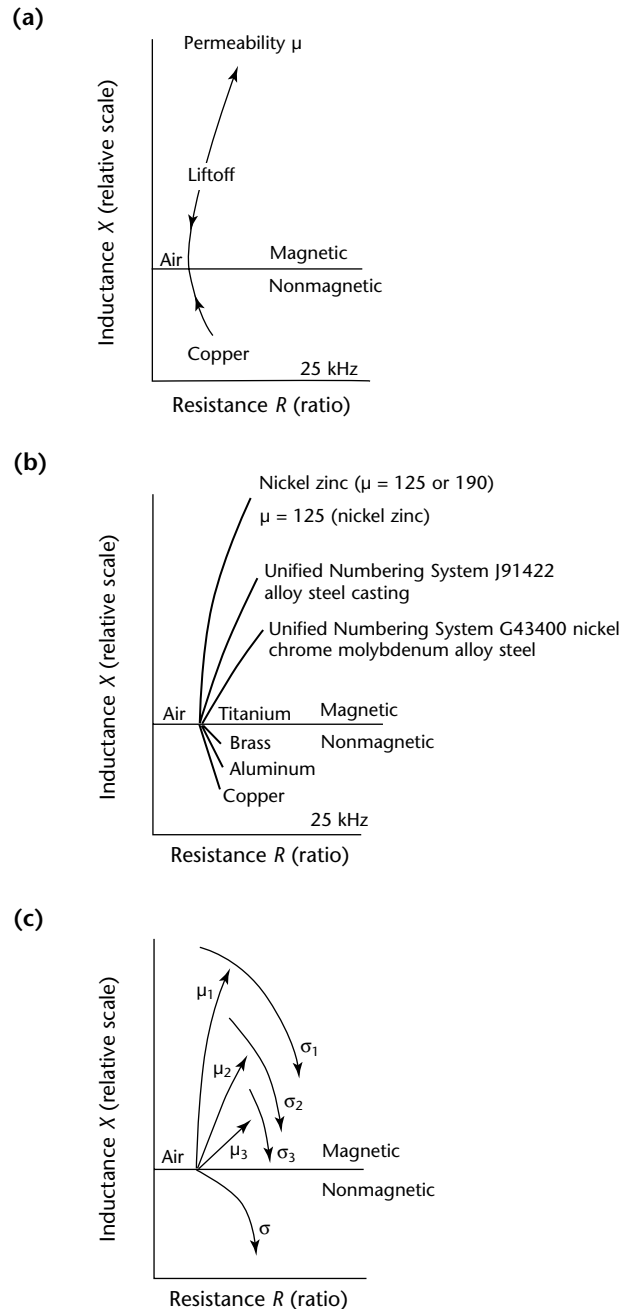 (a)
Permeability μ
Liftoff
Air
Magnetic
Nonmagnetic
Copper
25 kHz
Inductance X (relative scale)
Resistance R (ratio)
(b)
Nickel zinc (μ = 125 or 190)
μ = 125 (nickel zinc)
Unified Numbering System J91422
alloy steel casting
Unified Numbering System G43400 nickel
chrome molybdenum alloy steel
Air
Titanium
Magnetic
Nonmagnetic
Brass
Aluminum
Copper
25 kHz
Inductance X (relative scale)
Resistance R (ratio)
(c)
μ1
σ1
μ2
σ2
μ3
σ3
Air
Magnetic
Nonmagnetic
σ
Inductance X (relative scale)
Resistance R (ratio)